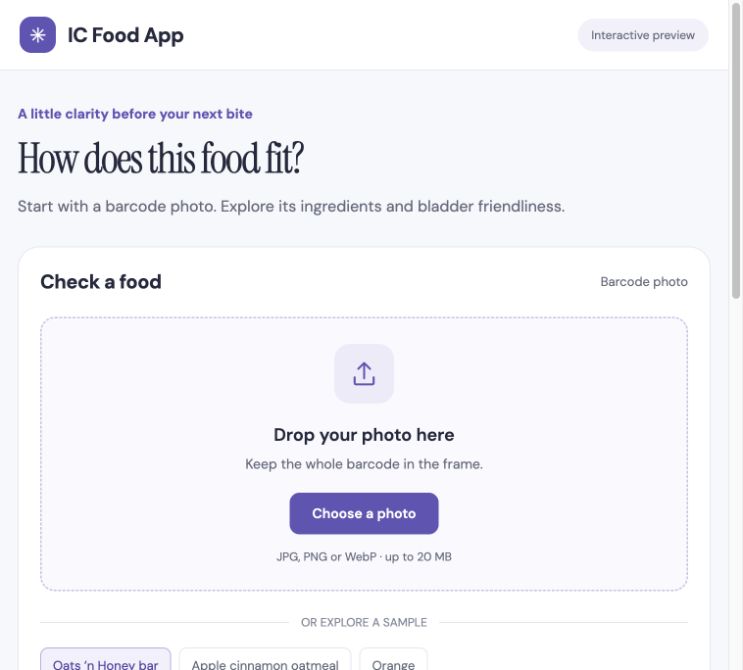 IC Food App
Interactive preview
A little clarity before your next bite
How does this food fit?
Start with a barcode photo. Explore its ingredients and bladder friendliness.
Check a food
Barcode photo
Drop your photo here
Keep the whole barcode in the frame.
Choose a photo
JPG, PNG or WebP · up to 20 MB
OR EXPLORE A SAMPLE
Oats ’n Honey bar
Apple cinnamon oatmeal
Orange